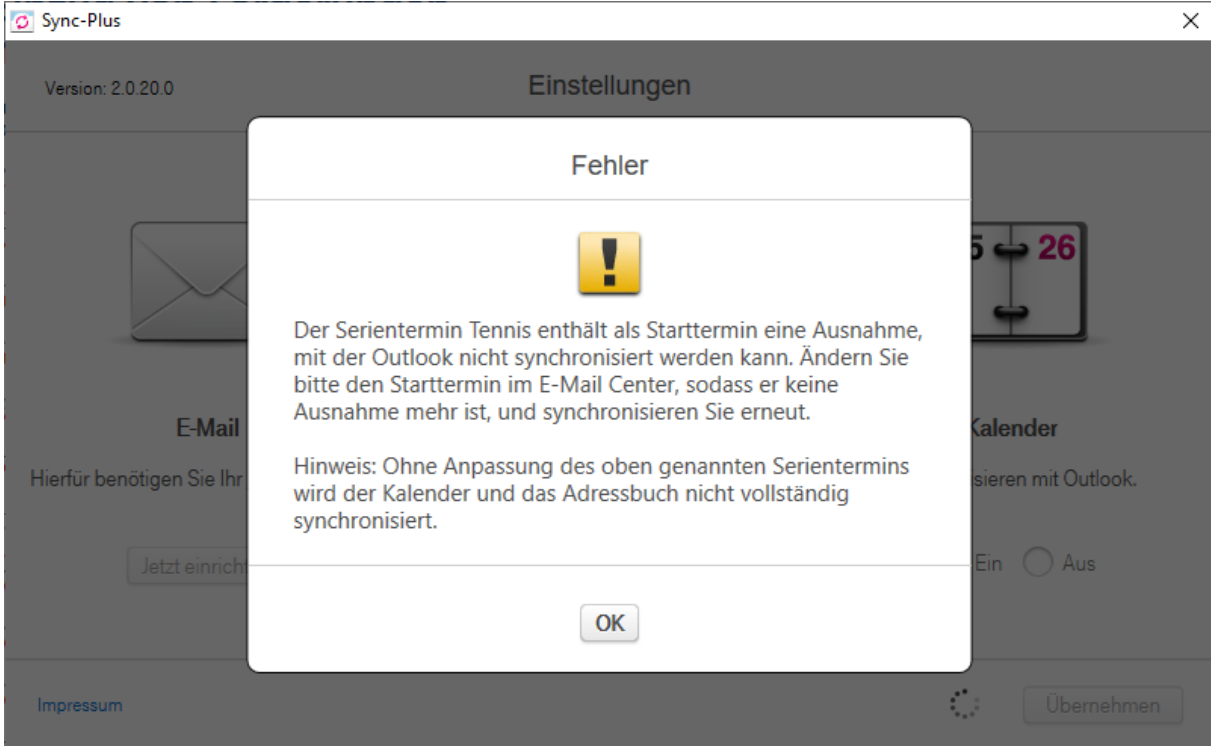 Sync-Plus
Version: 2.0.20.0
Einstellungen
Fehler
Der Serientermin Tennis enthält als Starttermin eine Ausnahme,
mit der Outlook nicht synchronisiert werden kann. Ändern Sie
bitte den Starttermin im E-Mail Center, sodass er keine
Ausnahme mehr ist, und synchronisieren Sie erneut.
Hinweis: Ohne Anpassung des oben genannten Serientermins
wird der Kalender und das Adressbuch nicht vollständig
synchronisiert.
OK
26
E-Mail
Hierfür benötigen Sie Ihr
Jetzt einrich
Kalender
sieren mit Outlook.
Ein
Aus
Impressum
Übernehmen